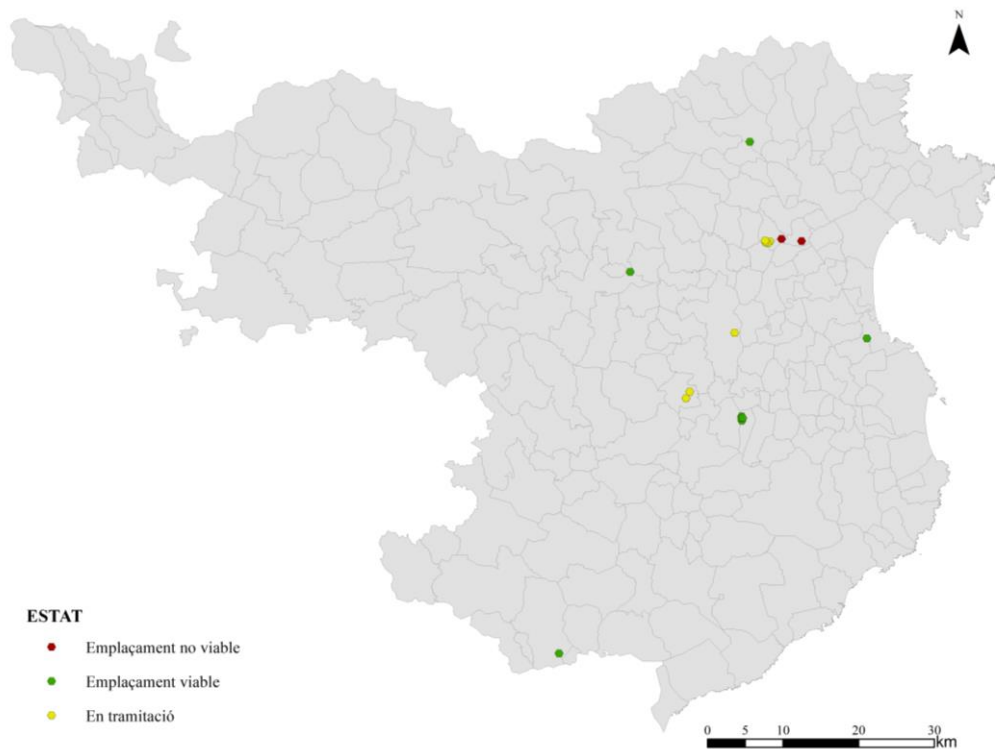 N
ESTAT
Emplaçament no viable
Emplaçament viable
En tramitació
0 5 10 20 30
km